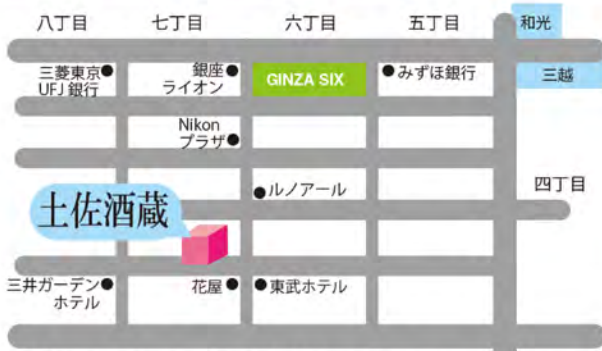 八丁目
七丁目
六丁目
五丁目
和光
三菱東京
UFJ 銀行
銀座
ライオン
GINZA SIX
みずほ銀行
三越
Nikon
プラザ
ルノアール
四丁目
土佐酒蔵
三井ガーデン
ホテル
花屋
東武ホテル